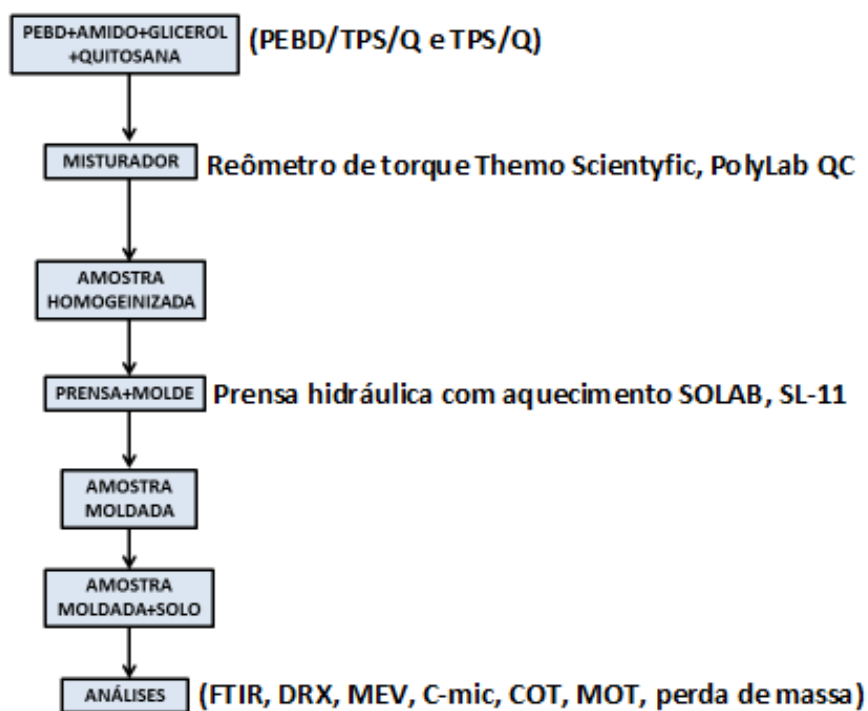 PEBD+AMIDO+GLICEROL
+QUITOSANA
(PEBD/TPS/Q e TPS/Q)
MISTURADOR
Reômetro de torque Themo Scientyfic, PolyLab QC
AMOSTRA
HOMOGEINIZADA
PRENSA+MOLDE
Prensa hidráulica com aquecimento SOLAB, SL-11
AMOSTRA
MOLDADA
AMOSTRA
MOLDADA+SOLO
ANÁLISES
(FTIR, DRX, MEV, C-mic, COT, MOT, perda de massa)